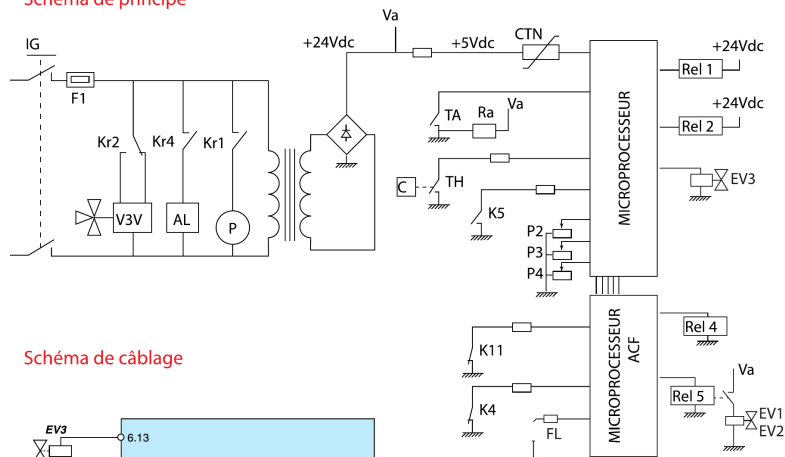 Schéma de principe
IG
F1
Kr2
Kr4
Kr1
V3V
AL
P
+24Vdc
Va
+5Vdc
CTN
TA
Ra
Va
C
TH
K5
P2
P3
P4
MICROPROCESSEUR
Rel 1
+24Vdc
Rel 2
+24Vdc
EV3
K11
K4
FL
MICROPROCESSEUR
ACF
Rel 4
Rel 5
Va
EV1
EV2
Schéma de câblage
EV3
6.13